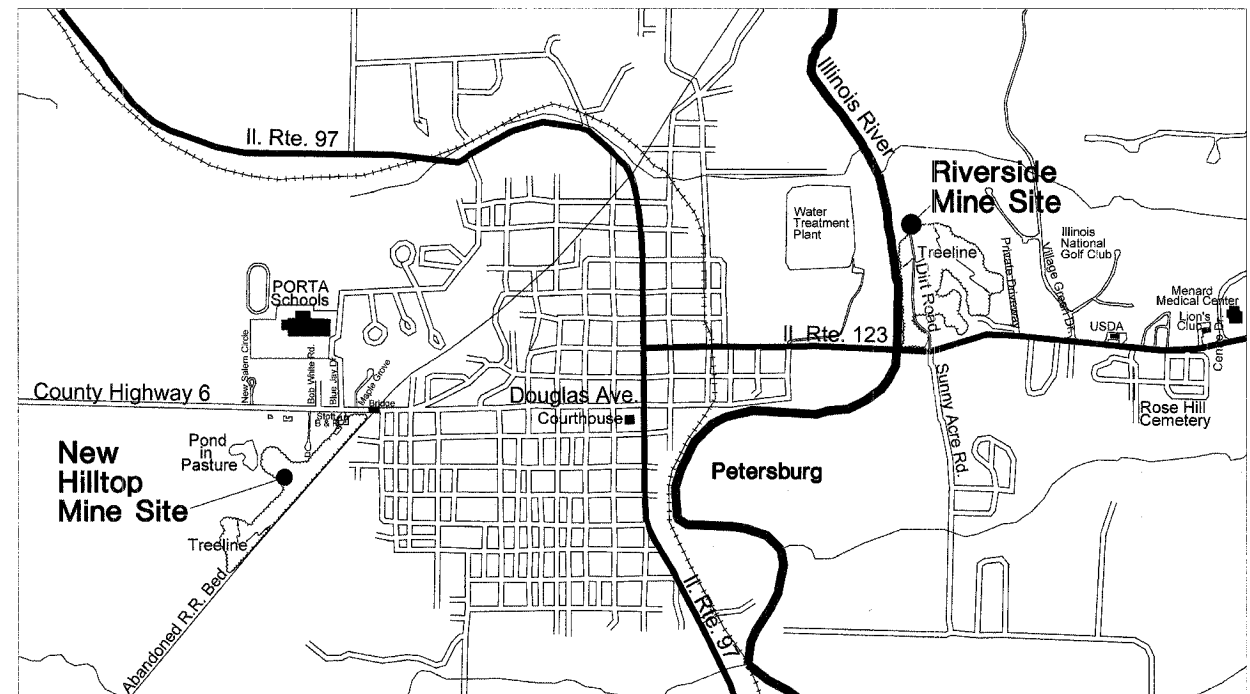 Il. Rte. 97
Illinois River
Riverside
Mine Site
Water
Treatment
Plant
Treeline
Dirt Road
Private Driveway
Village Green Dr.
Illinois
National
Golf Club
Menard
Medical Center
Lion's
Club
USDA
PORTA
Schools
New Salem Circle
Bob White Rd.
Blue Jay Dr.
Maple Grove
Il. Rte. 123
County Highway 6
Bridge
Douglas Ave.
Courthouse
Sunny Acre Rd.
Rose Hill
Cemetery
Pond
in
Pasture
New
Hilltop
Mine Site
Petersburg
Treeline
Abandoned R.R. Bed
Il. Rte. 97